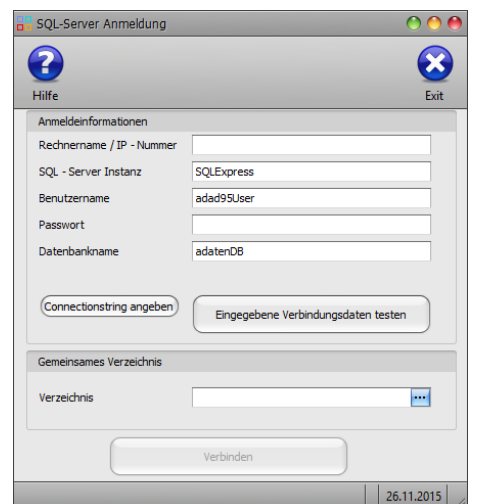 SQL-Server Anmeldung
Hilfe
Exit
Anmeldeinformationen
Rechnername / IP - Nummer
SQL - Server Instanz SQLExpress
Benutzername adad95User
Passwort
Datenbankname adatenDB
Connectionstring angeben Eingegebene Verbindungsdaten testen
Gemeinsames Verzeichnis
Verzeichnis ...
Verbinden
26.11.2015